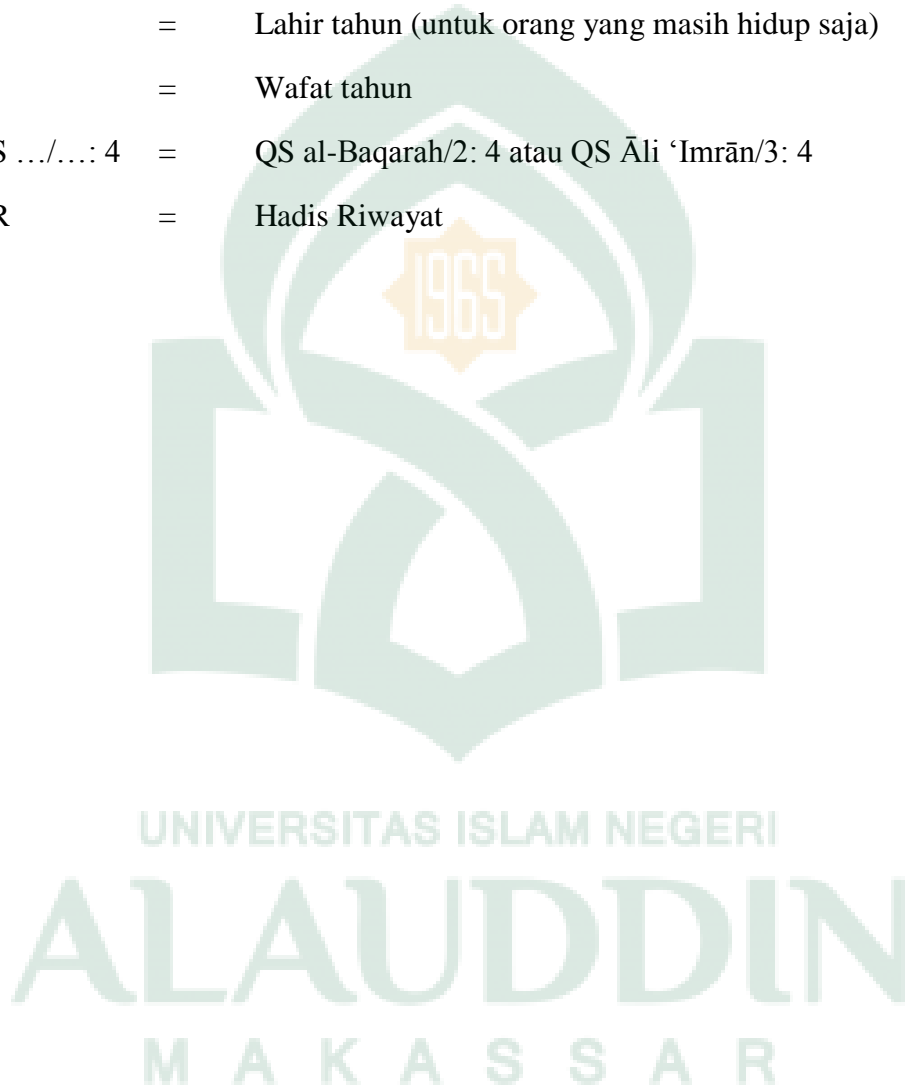 = Lahir tahun (untuk orang yang masih hidup saja)
= Wafat tahun
S …/…: 4 = QS al-Baqarah/2: 4 atau QS Āli ‘Imrān/3: 4
R = Hadis Riwayat
1965
UNIVERSITAS ISLAM NEGERI
ALAUDDIN
MAKASSAR